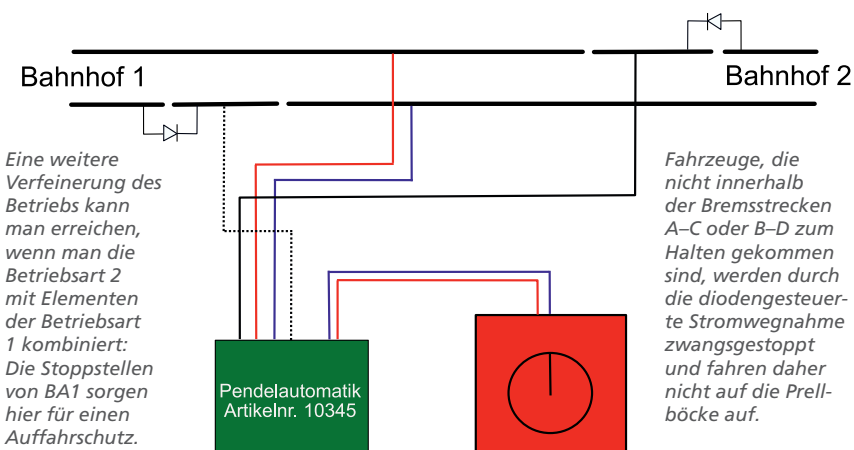 Bahnhof 1
Bahnhof 2
Eine weitere
Verfeinerung des
Betriebs kann
man erreichen,
wenn man die
Betriebsart 2
mit Elementen
der Betriebsart
1 kombiniert:
Die Stoppstellen
von BA1 sorgen
hier für einen
Auffahrschutz.
Fahrzeuge, die
nicht innerhalb
der Bremsstrecken
A–C oder B–D zum
Halten gekommen
sind, werden durch
die diodengesteuer-
te Stromwegnahme
zwangsgestoppt
und fahren daher
nicht auf die Prell-
böcke auf.
Pendelautomatik
Artikelnr. 10345